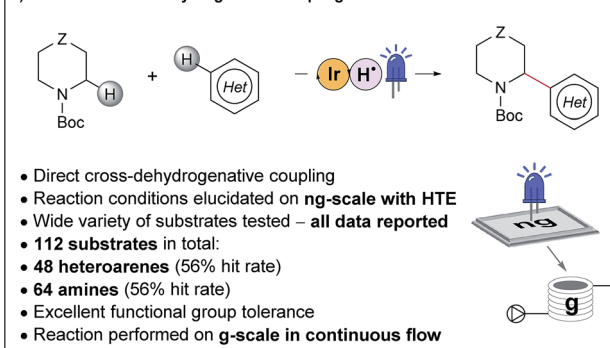 Z
H
N
Boc
+
H
Het
Ir H•
Z
N
Boc
Het
• Direct cross-dehydrogenative coupling
• Reaction conditions elucidated on ng-scale with HTE
• Wide variety of substrates tested – all data reported
• 112 substrates in total:
• 48 heteroarenes (56% hit rate)
• 64 amines (56% hit rate)
• Excellent functional group tolerance
• Reaction performed on g-scale in continuous flow
ng
g